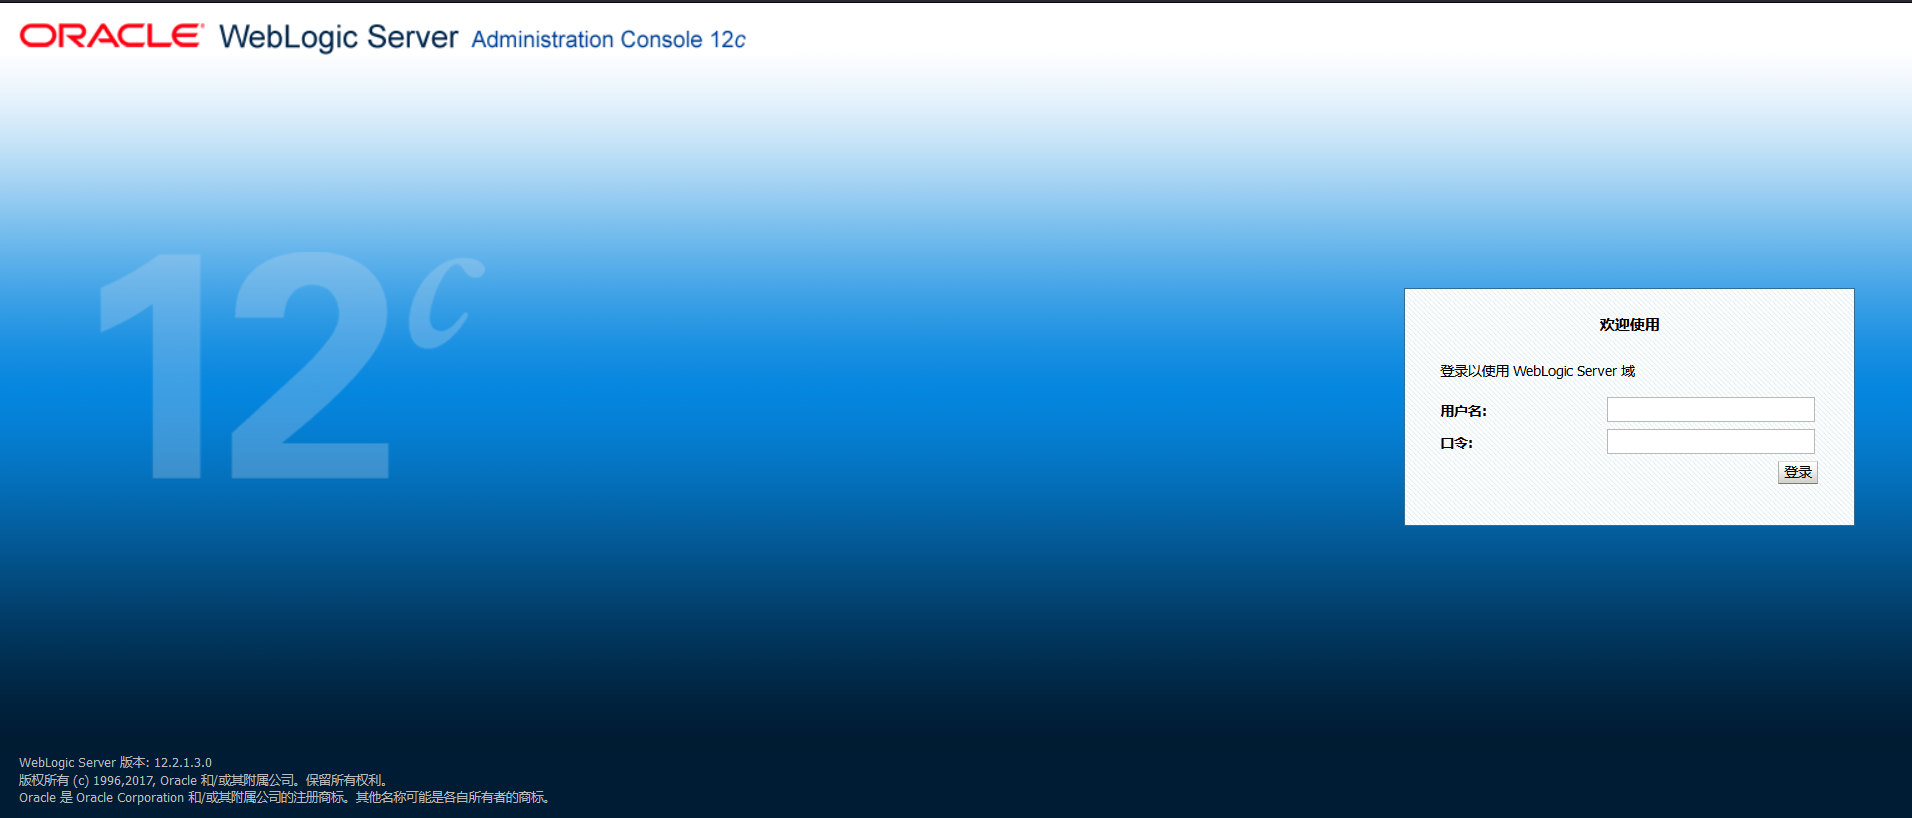 ORACLE WebLogic Server Administration Console 12c
12c
欢迎使用
登录以使用 WebLogic Server 域
用户名:
口令:
登录
WebLogic Server 版本: 12.2.1.3.0
版权所有 (c) 1996,2017, Oracle 和/或其附属公司。保留所有权利。
Oracle 是 Oracle Corporation 和/或其附属公司的注册商标。其他名称可能是各自所有者的商标。